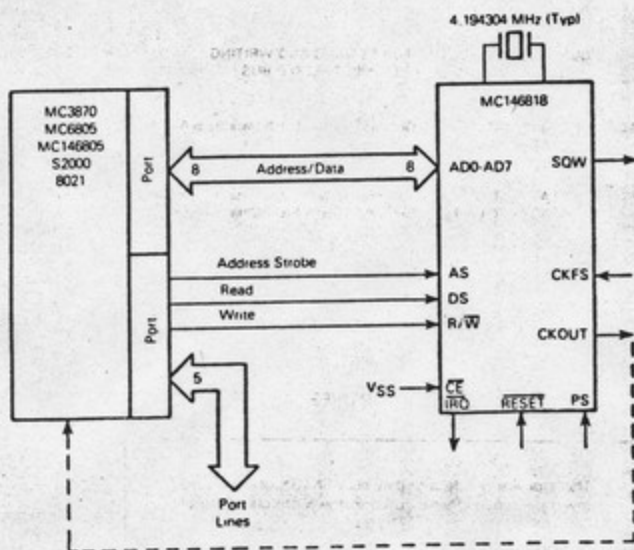 4.194304 MHz (Typ)
MC3870
MC6805
MC146805
S2000
8021
Port
MC146818
8
Address/Data
8
AD0-AD7
SQW
Address Strobe
AS
CKFS
Read
DS
Write
R/W
CKOUT
Port
5
VSS
CE
IRQ
RESET
PS
Port
Lines